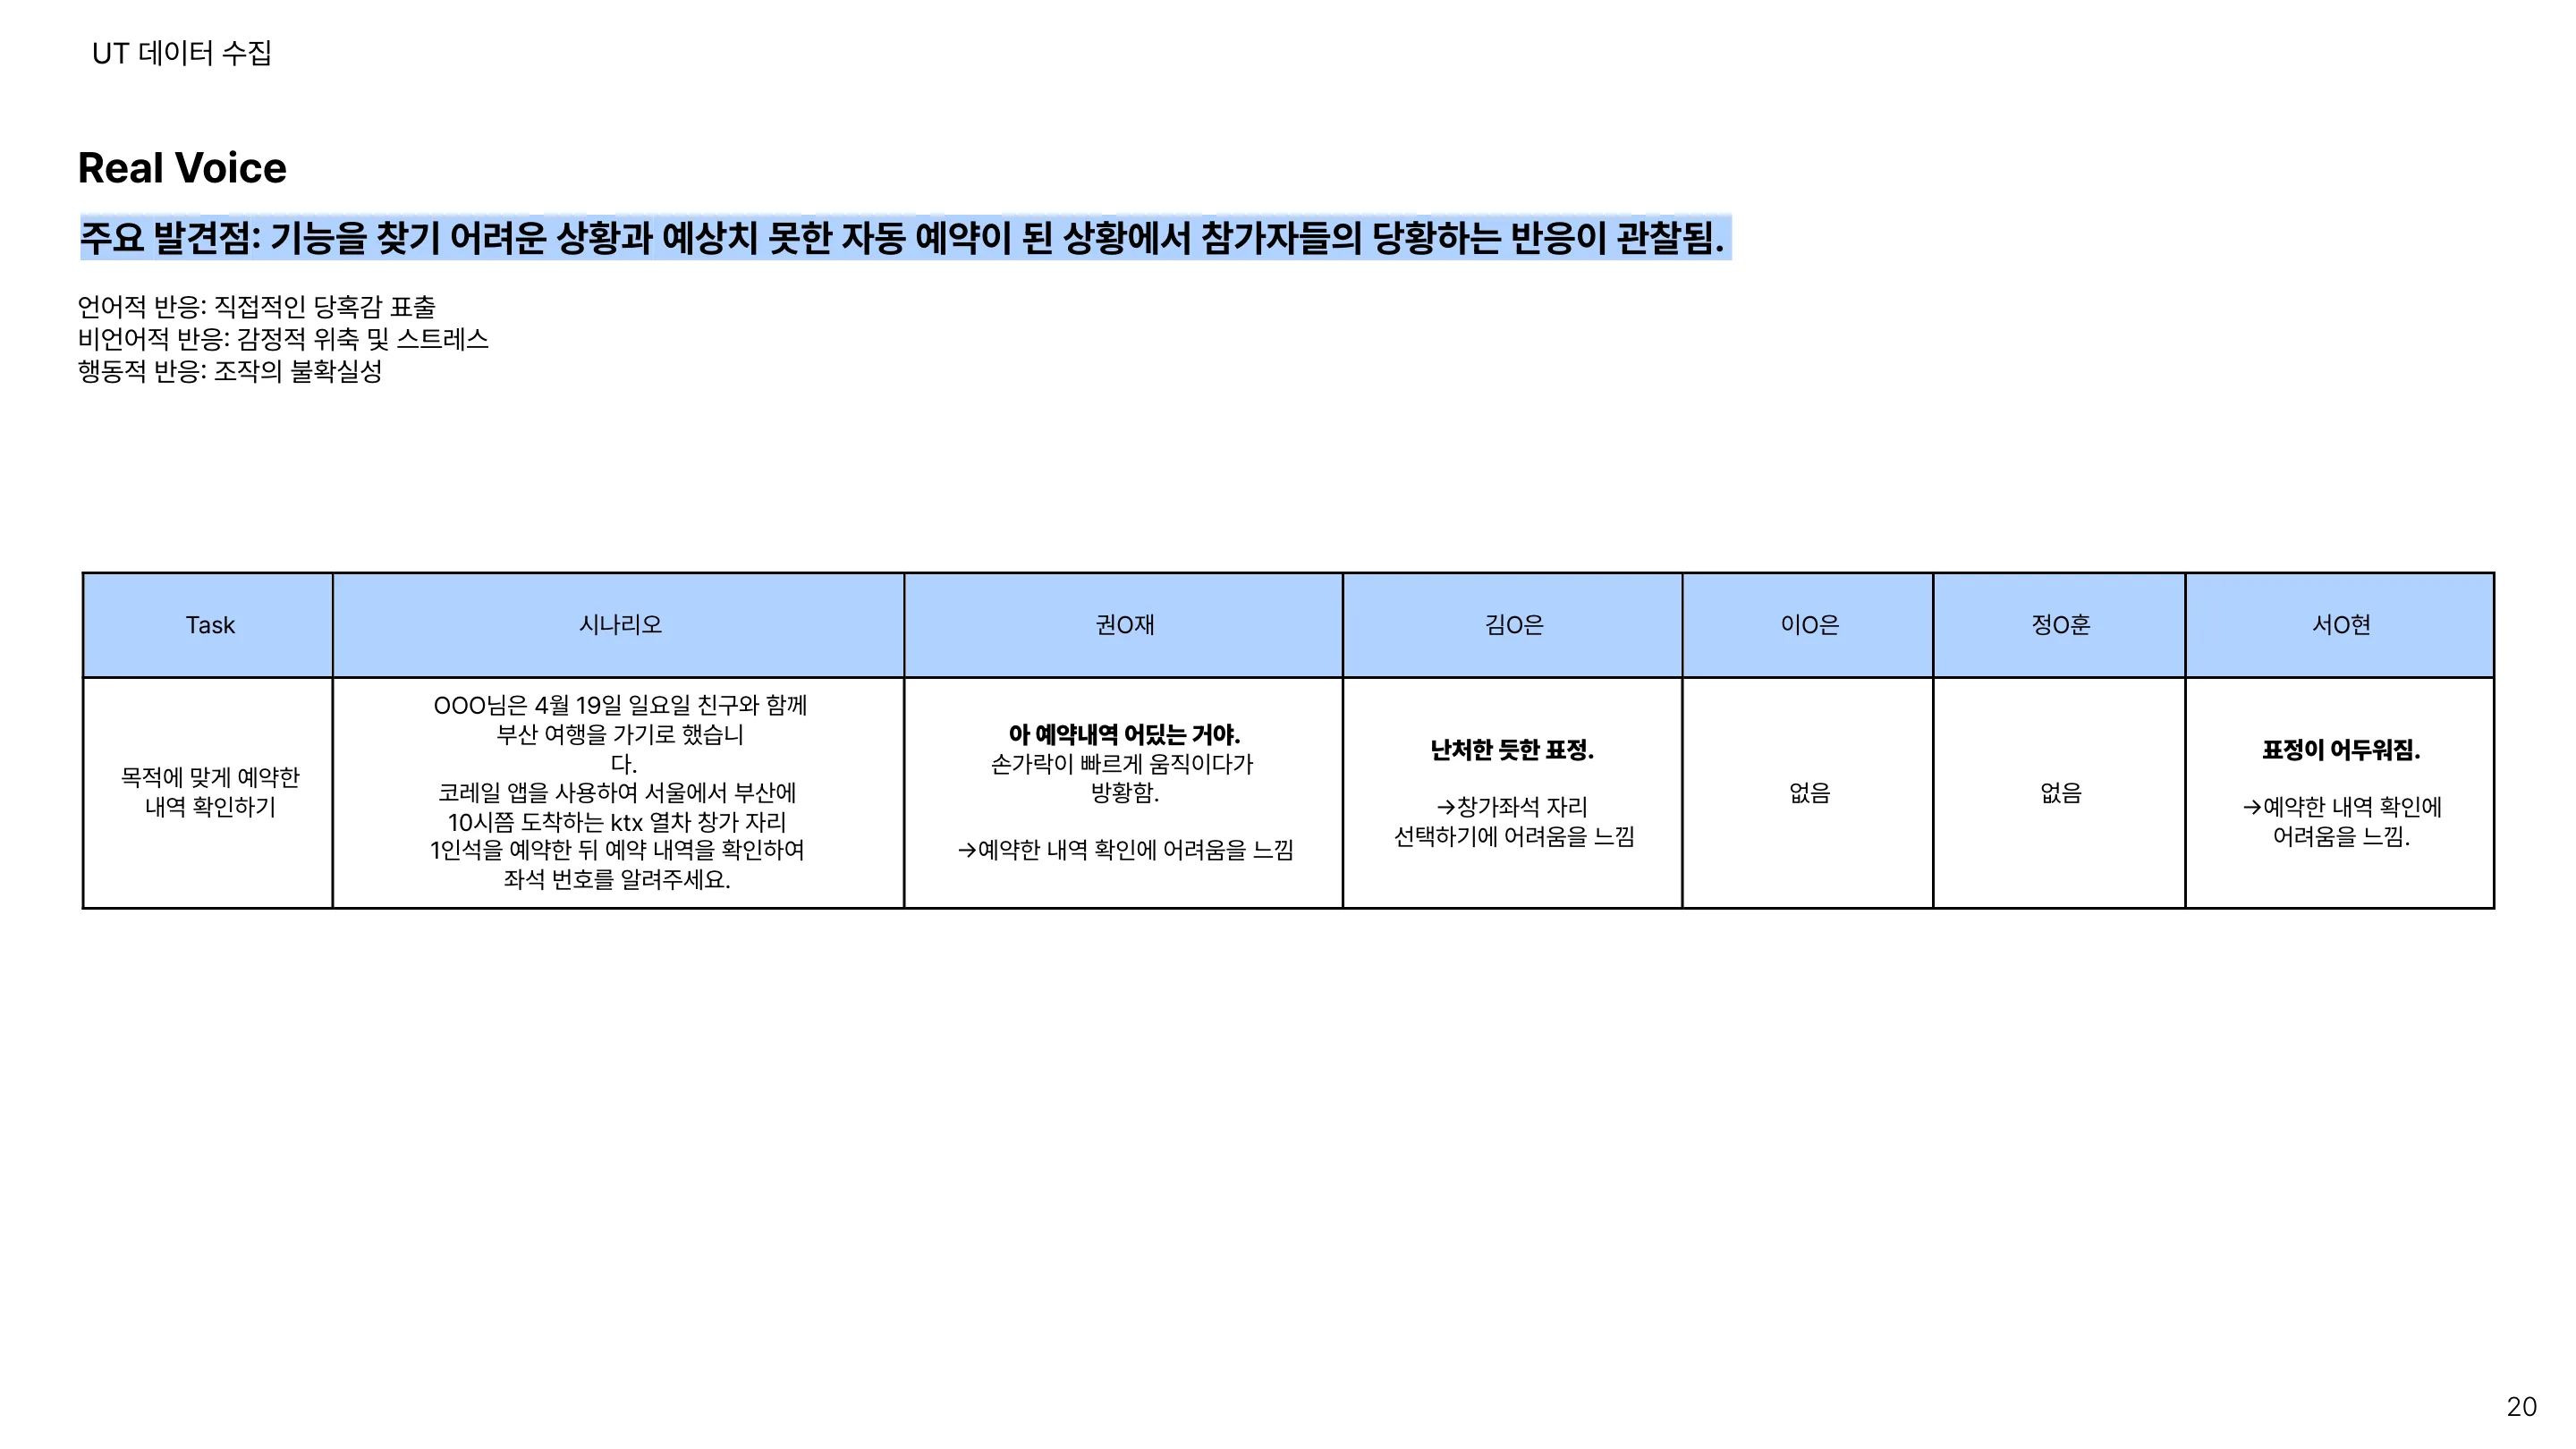 UT 데이터 수집
Real Voice
주요 발견점: 기능을 찾기 어려운 상황과 예상치 못한 자동 예약이 된 상황에서 참가자들의 당황하는 반응이 관찰됨.
언어적 반응: 직접적인 당혹감 표출
비언어적 반응: 감정적 위축 및 스트레스
행동적 반응: 조작의 불확실성
Task
시나리오
권O재
김O은
이O은
정O훈
서O현
목적에 맞게 예약한
내역 확인하기
OOO님은 4월 19일 일요일 친구와 함께
부산 여행을 가기로 했습니
다.
코레일 앱을 사용하여 서울에서 부산에
10시쯤 도착하는 ktx 열차 창가 자리
1인석을 예약한 뒤 예약 내역을 확인하여
좌석 번호를 알려주세요.
아 예약내역 어딨는 거야.
손가락이 빠르게 움직이다가
방황함.
→예약한 내역 확인에 어려움을 느낌
난처한 듯한 표정.
→창가좌석 자리
선택하기에 어려움을 느낌
없음
없음
표정이 어두워짐.
→예약한 내역 확인에
어려움을 느낌.
20